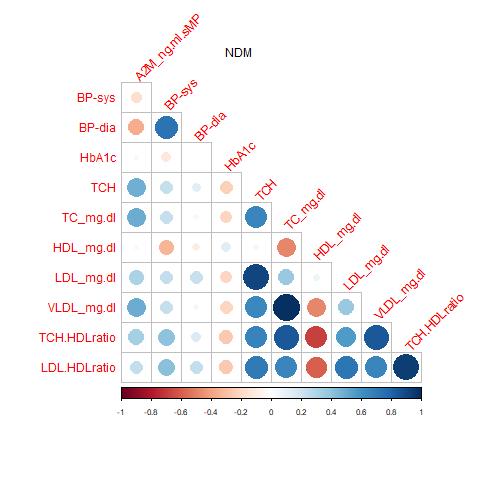 NDM
A2M_ng.ml.sMP
BP-sys
BP-dia
HbA1c
TCH
TC_mg.dl
HDL_mg.dl
LDL_mg.dl
VLDL_mg.dl
TCH.HDLratio
BP-sys
BP-dia
HbA1c
TCH
TC_mg.dl
HDL_mg.dl
LDL_mg.dl
VLDL_mg.dl
TCH.HDLratio
LDL.HDLratio
-1 -0.8 -0.6 -0.4 -0.2 0 0.2 0.4 0.6 0.8 1